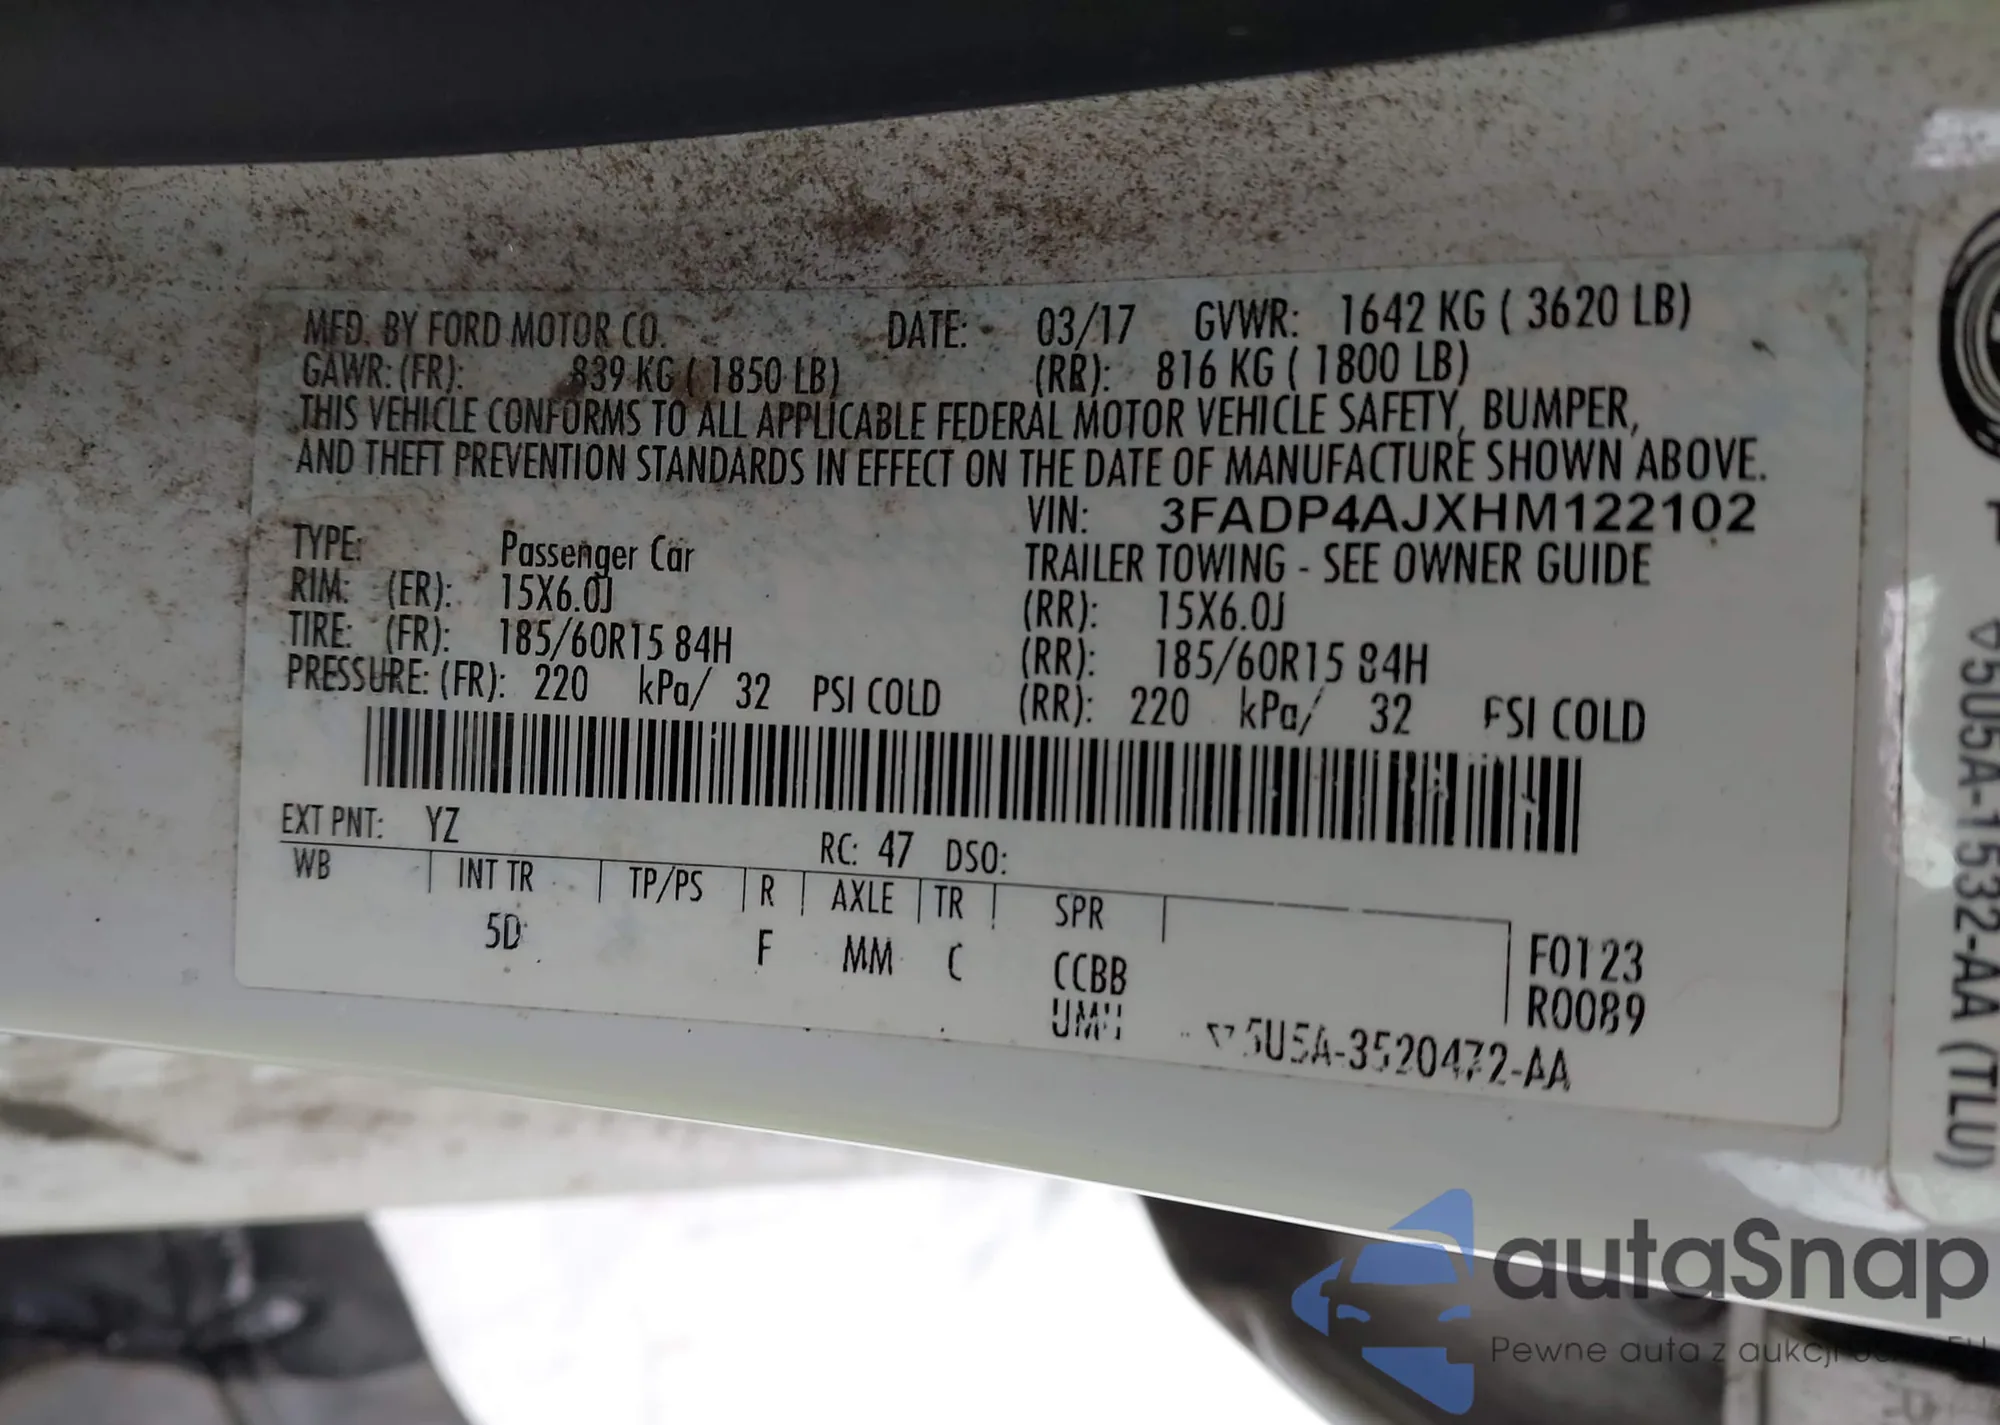 MFD. BY FORD MOTOR CO. DATE: 03/17 GVWR: 1642 KG ( 3620 LB)
GAWR: (FR): 839 KG ( 1850 LB) (RR): 816 KG ( 1800 LB)
THIS VEHICLE CONFORMS TO ALL APPLICABLE FEDERAL MOTOR VEHICLE SAFETY, BUMPER,
AND THEFT PREVENTION STANDARDS IN EFFECT ON THE DATE OF MANUFACTURE SHOWN ABOVE.
VIN: 3FADP4AJXHM122102
TYPE: Passenger Car TRAILER TOWING - SEE OWNER GUIDE
RIM: (FR): 15X6.0J (RR): 15X6.0J
TIRE: (FR): 185/60R15 84H (RR): 185/60R15 84H
PRESSURE: (FR): 220 kPa/ 32 PSI COLD (RR): 220 kPa/ 32 PSI COLD
EXT PNT: YZ RC: 47 DSO:
WB INT TR TP/PS R AXLE TR SPR
5D F MM C CCBB
F0123
R0089
5U5A-3520472-AA
5U5A-1532-AA (TLU)
autaSnap
Pewne auta z aukcji